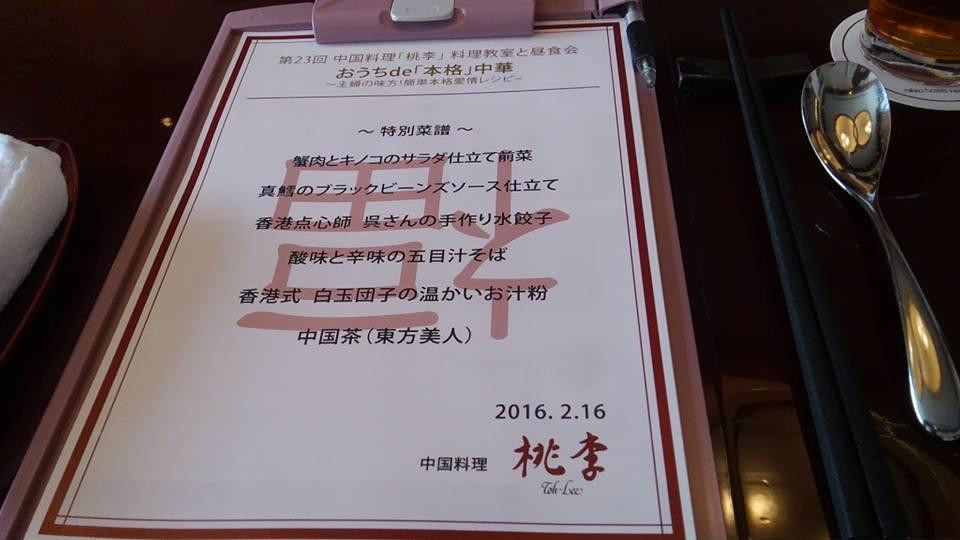 第23回 中国料理「桃李」 料理教室と昼食会
おうちde「本格」中華
～主婦の味方!簡単本格愛情レシピ～
～ 特別菜譜 ～
蟹肉とキノコのサラダ仕立て前菜
真鱈のブラックビーンズソース仕立て
香港点心師 呉さんの手作り水餃子
酸味と辛味の五目汁そば
香港式 白玉団子の温かいお汁粉
中国茶（東方美人）
福
2016. 2.16
中国料理 桃李
Toh-Lee
nikko hotels